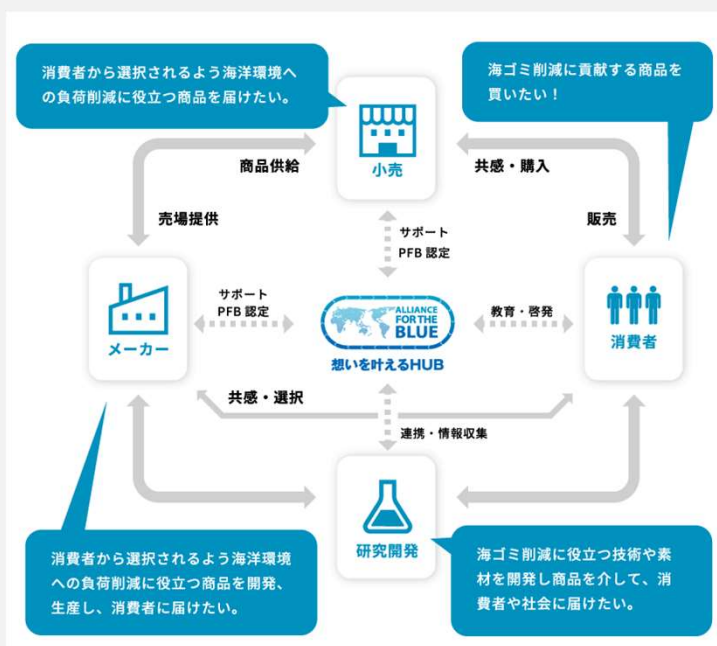 消費者から選択されるよう海洋環境へ
の負荷削減に役立つ商品を届けたい。
海ゴミ削減に貢献する商品を
買いたい！
小売
商品供給
共感・購入
売場提供
販売
サポート
PFB 認定
サポート
PFB 認定
メーカー
ALLIANCE
FOR THE
BLUE
想いを叶えるHUB
教育・啓発
消費者
共感・選択
連携・情報収集
研究開発
消費者から選択されるよう海洋環境
への負荷削減に役立つ商品を開発、
生産し、消費者に届けたい。
海ゴミ削減に役立つ技術や素
材を開発し商品を介して、消
費者や社会に届けたい。